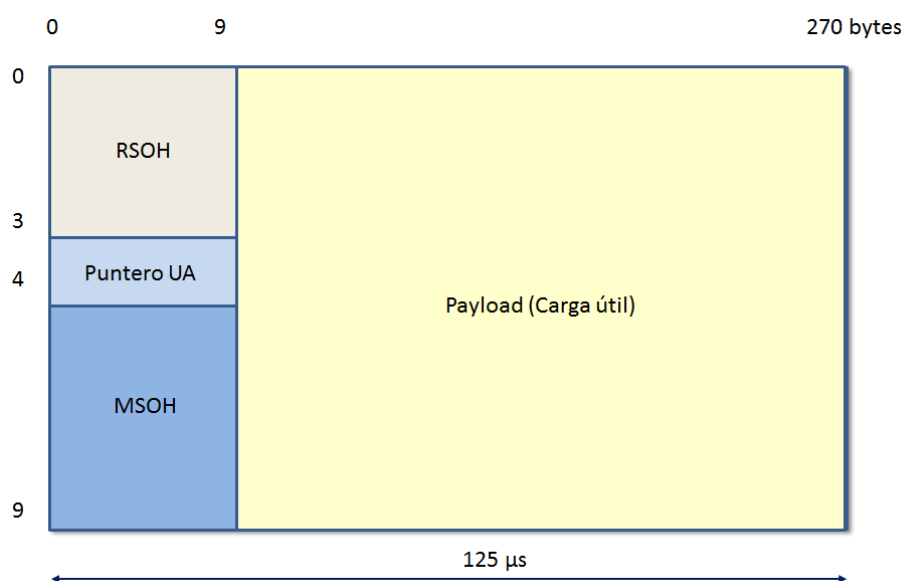 0 9 270 bytes
0
RSOH
3
Puntero UA
4
Payload (Carga útil)
MSOH
9
125 µs